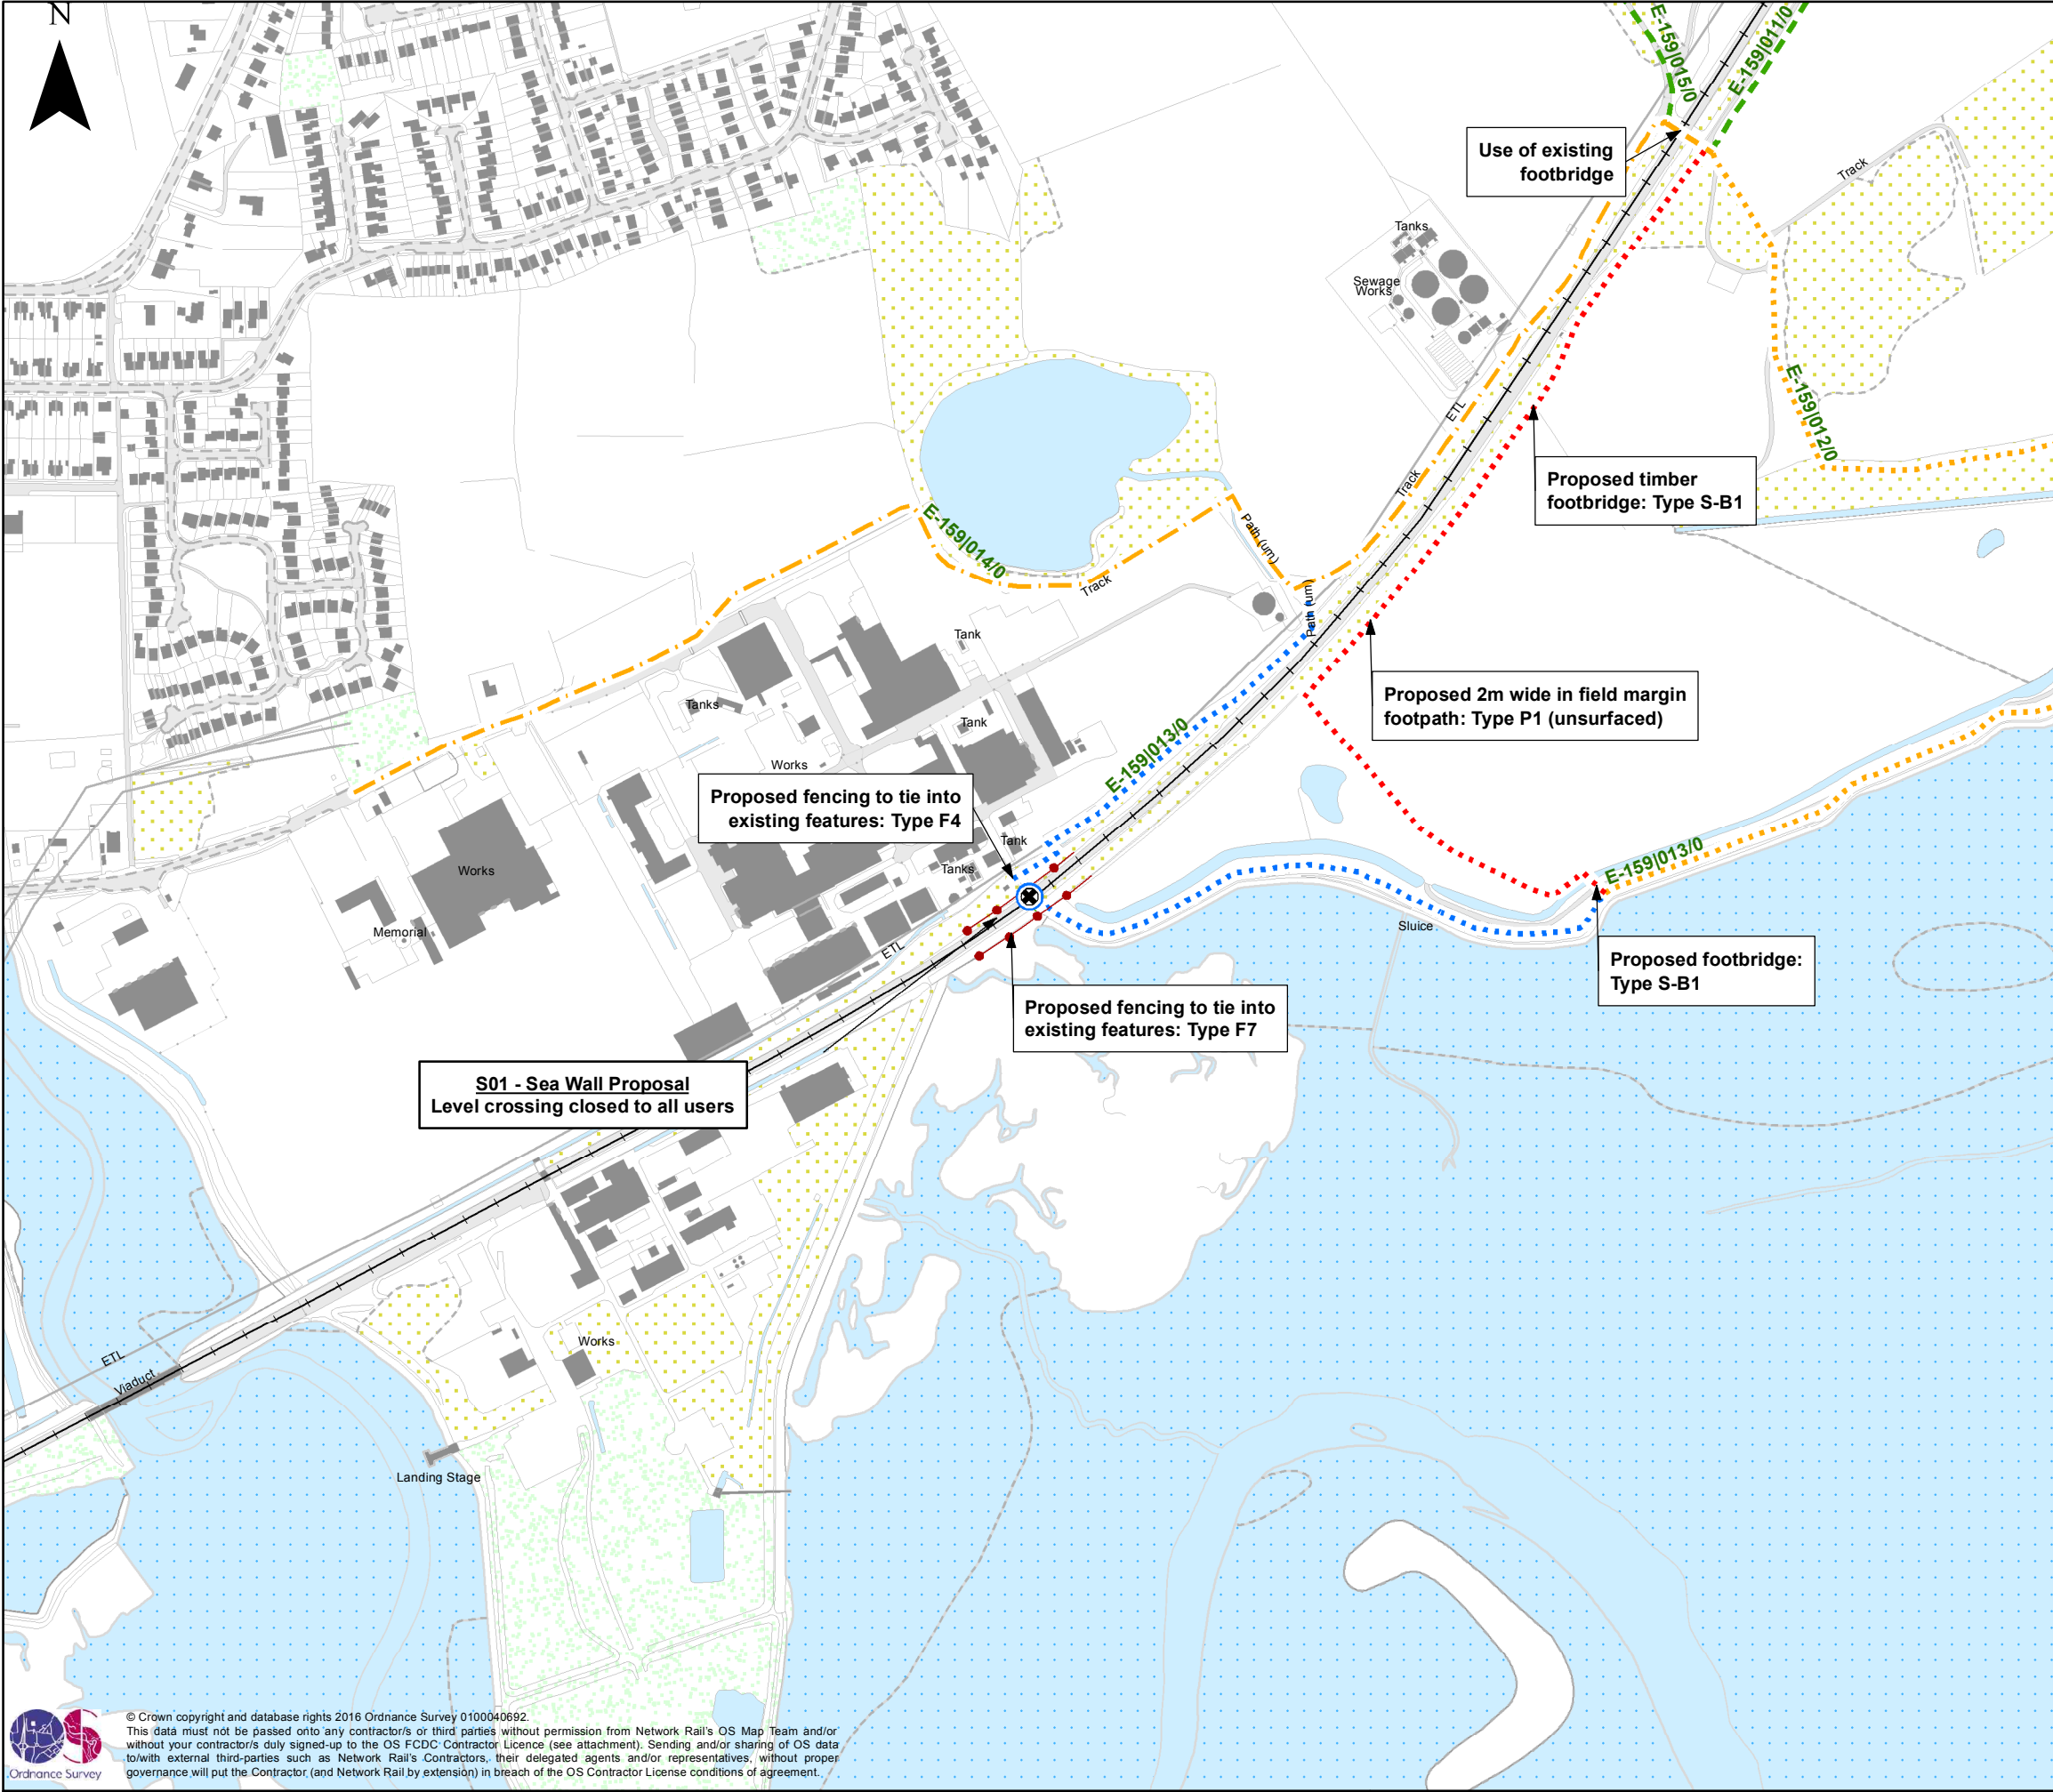 N
E-159|015/0
E-159|011/0
Use of existing
footbridge
Track
Tanks
Sewage
Works
E-159|012/0
ETL
Proposed timber
footbridge: Type S-B1
Track
E-159|014/0
Path (um)
Track
Path (um)
Tank
Proposed 2m wide in field margin
footpath: Type P1 (unsurfaced)
Tanks
Tank
E-159|013/0
Works
Proposed fencing to tie into
existing features: Type F4
Tank
Tanks
Works
E-159|013/0
Memorial
Sluice
ETL
Proposed footbridge:
Type S-B1
Proposed fencing to tie into
existing features: Type F7
S01 - Sea Wall Proposal
Level crossing closed to all users
Works
ETL
Viaduct
Landing Stage
© Crown copyright and database rights 2016 Ordnance Survey 0100040692.
This data must not be passed onto any contractor/s or third parties without permission from Network Rail's OS Map Team and/or
without your contractor/s duly signed-up to the OS FCDC Contractor Licence (see attachment). Sending and/or sharing of OS data
to/with external third-parties such as Network Rail's Contractors, their delegated agents and/or representatives, without proper
governance will put the Contractor (and Network Rail by extension) in breach of the OS Contractor License conditions of agreement.
Ordnance Survey